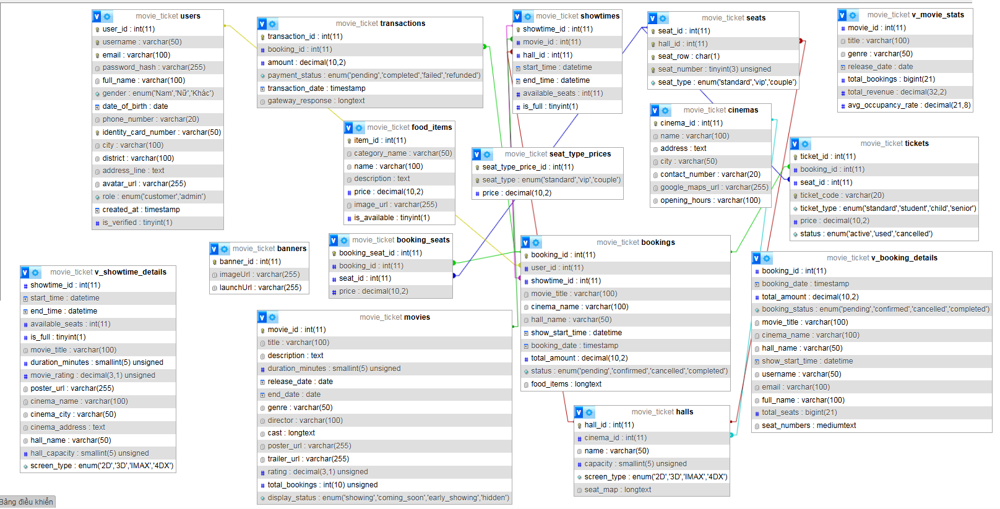 movie_ticket users
user_id : int(11)
username : varchar(50)
email : varchar(100)
password_hash : varchar(255)
full_name : varchar(100)
gender : enum('Nam','Nữ','Khác')
date_of_birth : date
phone_number : varchar(20)
identity_card_number : varchar(50)
city : varchar(100)
district : varchar(100)
address_line : text
avatar_url : varchar(255)
role : enum('customer','admin')
created_at : timestamp
is_verified : tinyint(1)
movie_ticket transactions
transaction_id : int(11)
booking_id : int(11)
amount : decimal(10,2)
payment_status : enum('pending','completed','failed','refunded')
transaction_date : timestamp
gateway_response : longtext
movie_ticket showtimes
showtime_id : int(11)
movie_id : int(11)
hall_id : int(11)
start_time : datetime
end_time : datetime
available_seats : int(11)
is_full : tinyint(1)
movie_ticket seats
seat_id : int(11)
hall_id : int(11)
seat_row : char(1)
seat_number : tinyint(3) unsigned
seat_type : enum('standard','vip','couple')
movie_ticket v_movie_stats
movie_id : int(11)
title : varchar(100)
genre : varchar(50)
release_date : date
total_bookings : bigint(21)
total_revenue : decimal(32,2)
avg_occupancy_rate : decimal(21,8)
movie_ticket food_items
item_id : int(11)
category_name : varchar(50)
name : varchar(100)
description : text
price : decimal(10,2)
image_url : varchar(255)
is_available : tinyint(1)
movie_ticket seat_type_prices
seat_type_price_id : int(11)
seat_type : enum('standard','vip','couple')
price : decimal(10,2)
movie_ticket cinemas
cinema_id : int(11)
name : varchar(100)
address : text
city : varchar(50)
contact_number : varchar(20)
google_maps_url : varchar(255)
opening_hours : varchar(100)
movie_ticket tickets
ticket_id : int(11)
booking_id : int(11)
seat_id : int(11)
ticket_code : varchar(20)
ticket_type : enum('standard','student','child','senior')
price : decimal(10,2)
status : enum('active','used','cancelled')
movie_ticket banners
banner_id : int(11)
imageUrl : varchar(255)
launchUrl : varchar(255)
movie_ticket booking_seats
booking_seat_id : int(11)
booking_id : int(11)
seat_id : int(11)
price : decimal(10,2)
movie_ticket bookings
booking_id : int(11)
user_id : int(11)
showtime_id : int(11)
movie_title : varchar(100)
cinema_name : varchar(100)
hall_name : varchar(50)
show_start_time : datetime
booking_date : timestamp
total_amount : decimal(10,2)
status : enum('pending','confirmed','cancelled','completed')
food_items : longtext
movie_ticket v_booking_details
booking_id : int(11)
booking_date : timestamp
total_amount : decimal(10,2)
booking_status : enum('pending','confirmed','cancelled','completed')
movie_title : varchar(100)
cinema_name : varchar(100)
hall_name : varchar(50)
show_start_time : datetime
username : varchar(50)
email : varchar(100)
full_name : varchar(100)
total_seats : bigint(21)
seat_numbers : mediumtext
movie_ticket v_showtime_details
showtime_id : int(11)
start_time : datetime
end_time : datetime
available_seats : int(11)
is_full : tinyint(1)
movie_title : varchar(100)
duration_minutes : smallint(5) unsigned
movie_rating : decimal(3,1) unsigned
poster_url : varchar(255)
cinema_name : varchar(100)
cinema_city : varchar(50)
cinema_address : text
hall_name : varchar(50)
hall_capacity : smallint(5) unsigned
screen_type : enum('2D','3D','IMAX','4DX')
movie_ticket movies
movie_id : int(11)
title : varchar(100)
description : text
duration_minutes : smallint(5) unsigned
release_date : date
end_date : date
genre : varchar(50)
director : varchar(100)
cast : longtext
poster_url : varchar(255)
trailer_url : varchar(255)
rating : decimal(3,1) unsigned
total_bookings : int(10) unsigned
display_status : enum('showing','coming_soon','early_showing','hidden')
movie_ticket halls
hall_id : int(11)
cinema_id : int(11)
name : varchar(50)
capacity : smallint(5) unsigned
screen_type : enum('2D','3D','IMAX','4DX')
seat_map : longtext
Bảng điều khiển